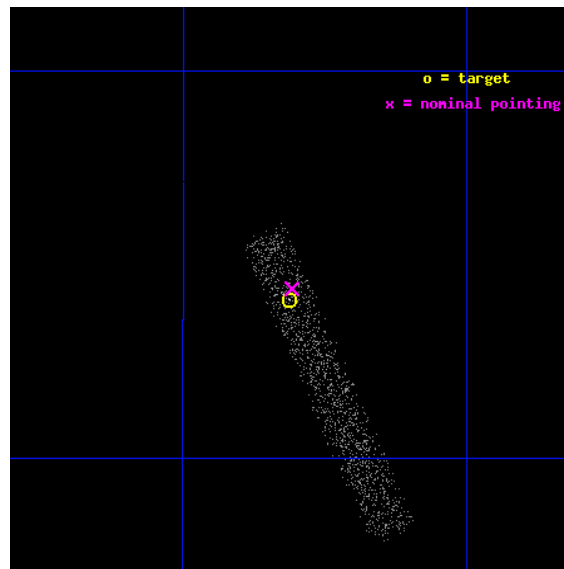 o = target
x = nominal pointing